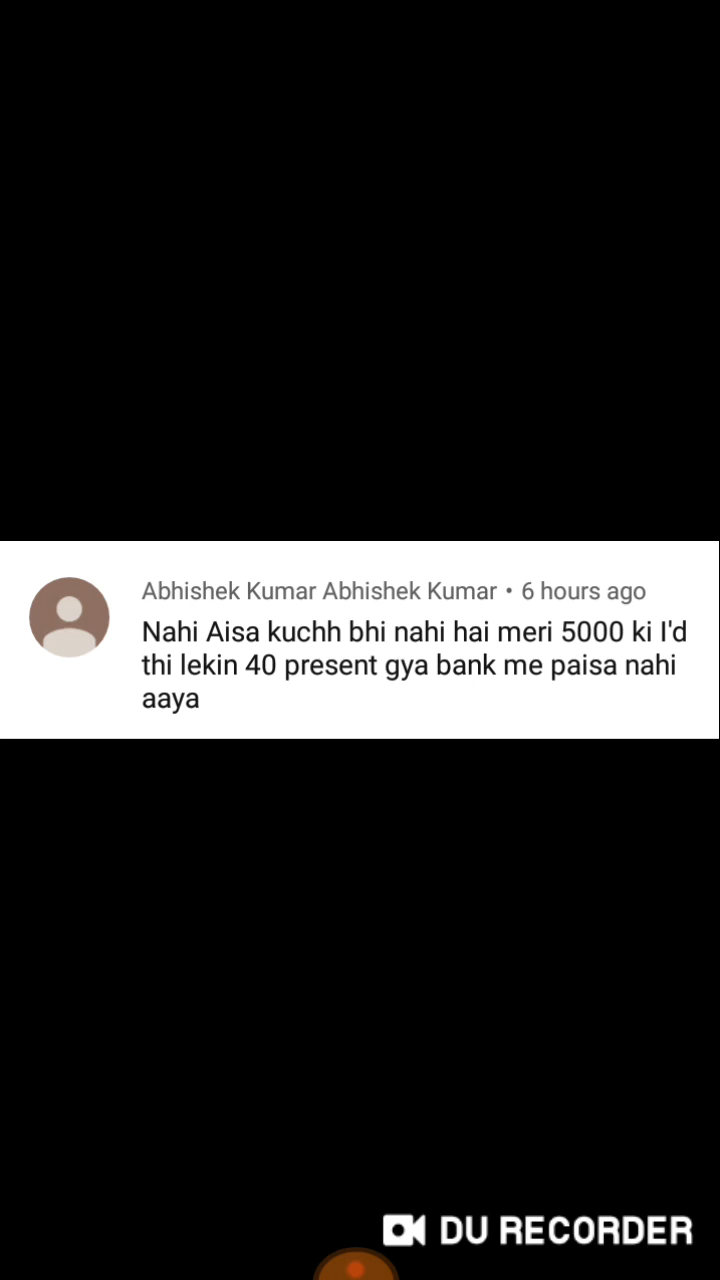 Abhishek Kumar Abhishek Kumar • 6 hours ago
Nahi Aisa kuchh bhi nahi hai meri 5000 ki I'd
thi lekin 40 present gya bank me paisa nahi
aaya
DU RECORDER